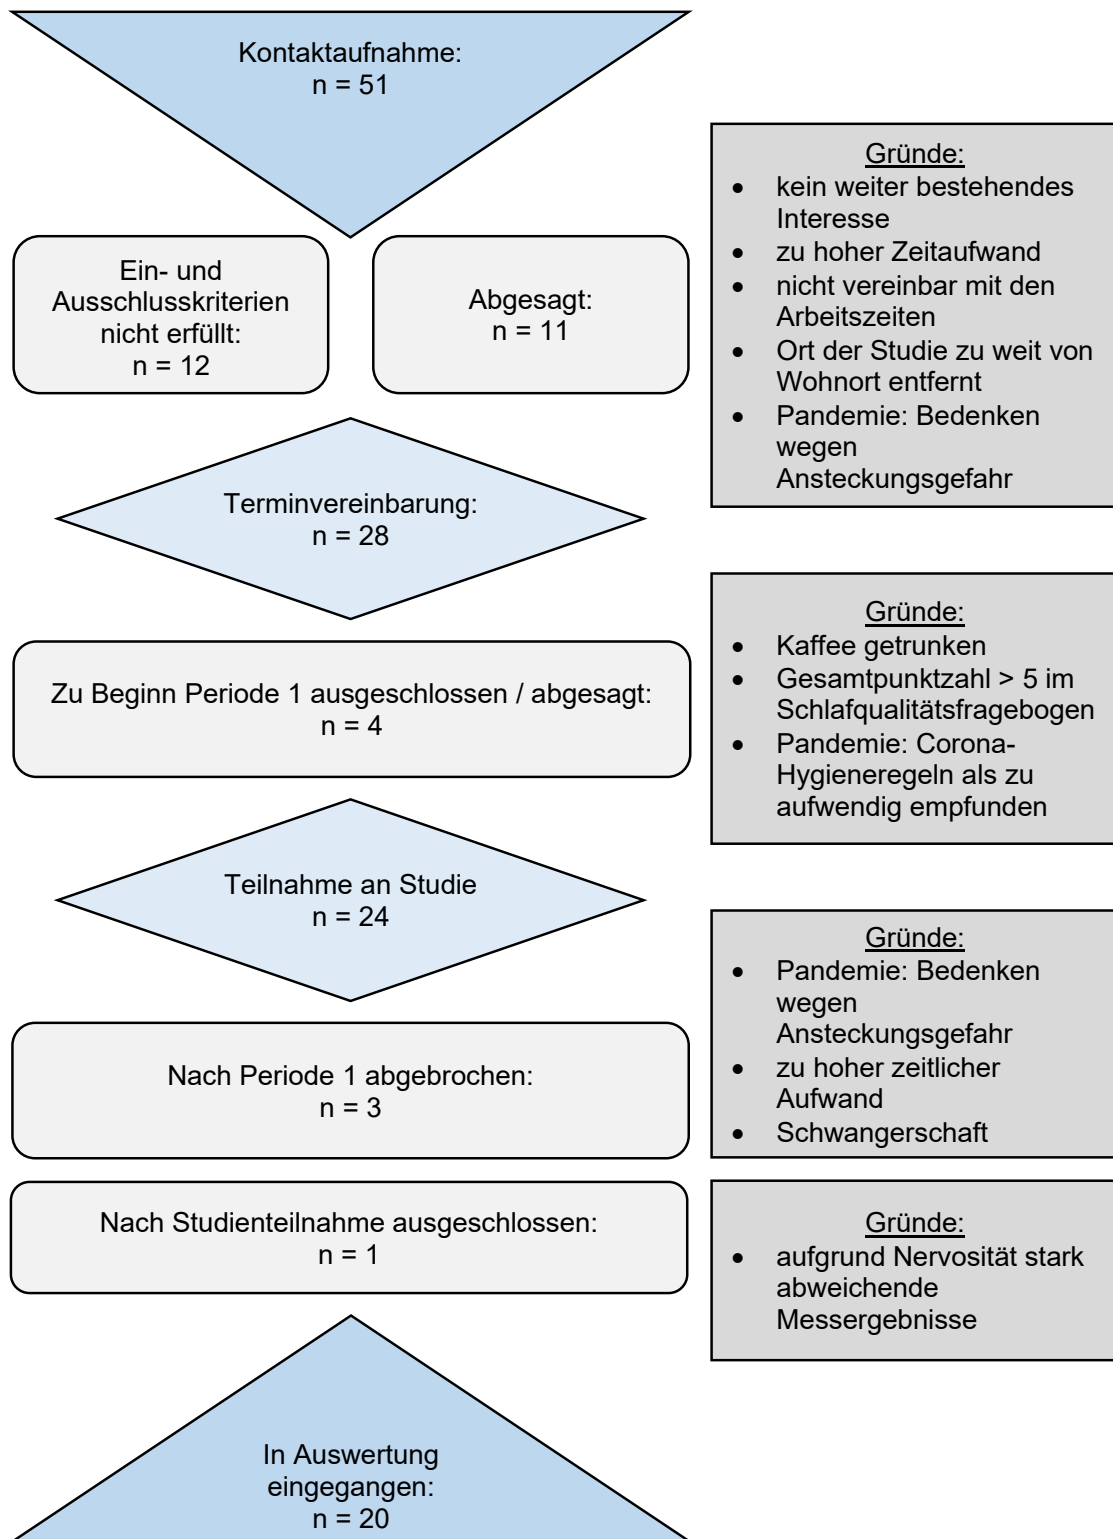 Kontaktaufnahme:
n = 51
Ein- und
Ausschlusskriterien
nicht erfüllt:
n = 12
Abgesagt:
n = 11
Gründe:
• kein weiter bestehendes
Interesse
• zu hoher Zeitaufwand
• nicht vereinbar mit den
Arbeitszeiten
• Ort der Studie zu weit von
Wohnort entfernt
• Pandemie: Bedenken
wegen
Ansteckungsgefahr
Terminvereinbarung:
n = 28
Zu Beginn Periode 1 ausgeschlossen / abgesagt:
n = 4
Gründe:
• Kaffee getrunken
• Gesamtpunktzahl > 5 im
Schlafqualitätsfragebogen
• Pandemie: Corona-
Hygieneregeln als zu
aufwendig empfunden
Teilnahme an Studie
n = 24
Nach Periode 1 abgebrochen:
n = 3
Gründe:
• Pandemie: Bedenken
wegen
Ansteckungsgefahr
• zu hoher zeitlicher
Aufwand
• Schwangerschaft
Nach Studienteilnahme ausgeschlossen:
n = 1
Gründe:
• aufgrund Nervosität stark
abweichende
Messergebnisse
In Auswertung
eingegangen:
n = 20